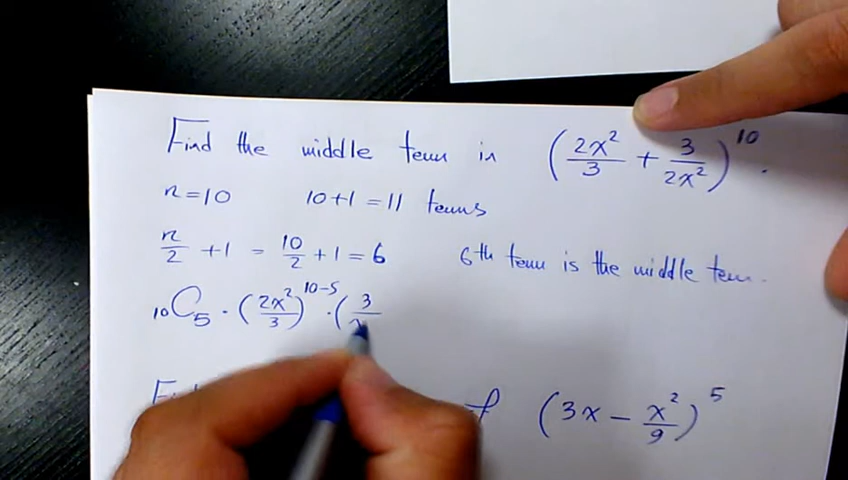 Find the middle term in (2x²/3 + 3/2x²)¹⁰.
n=10 10+1=11 terms
n/2 +1 = 10/2 +1=6 6th term is the middle term.
₁₀C₅ · (2x²/3)¹⁰⁻⁵ · (3/
(3x − x²/9)⁵